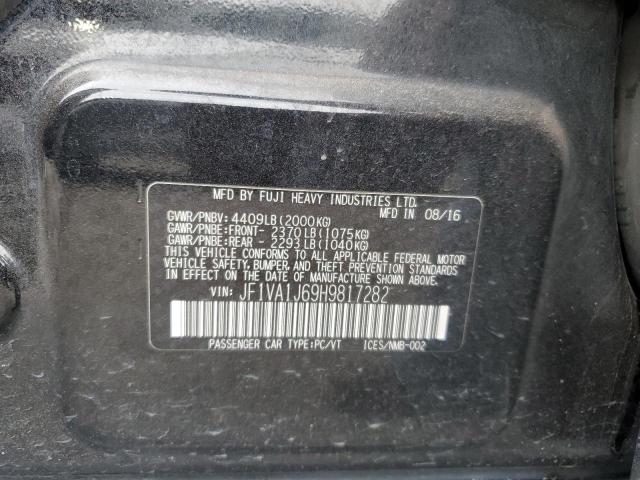 MFD BY FUJI HEAVY INDUSTRIES LTD.
MFD IN 08/16
GVWR/PNBV: 4409LB(2000KG)
GAWR/PNBE:FRONT- 2370LB(1075KG)
GAWR/PNBE:REAR - 2293LB(1040KG)
THIS VEHICLE CONFORMS TO ALL APPLICABLE FEDERAL MOTOR
VEHICLE SAFETY, BUMPER, AND THEFT PREVENTION STANDARDS
IN EFFECT ON THE DATE OF MANUFACTURE SHOWN ABOVE.
VIN: JF1VA1J69H9817282
PASSENGER CAR TYPE:PC/VT ICES/NMB-002